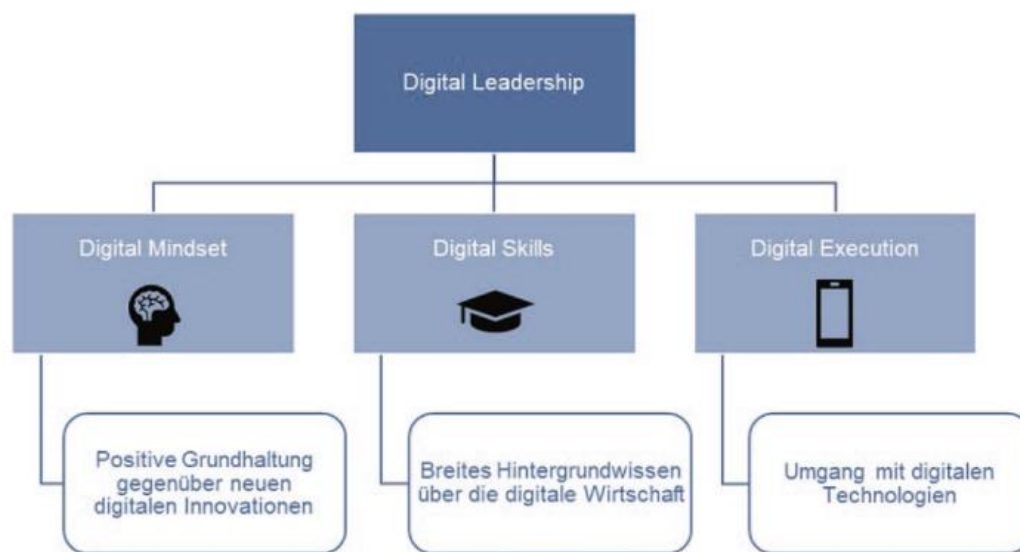 Digital Leadership
Digital Mindset
Digital Skills
Digital Execution
Positive Grundhaltung
gegenüber neuen
digitalen Innovationen
Breites Hintergrundwissen
über die digitale Wirtschaft
Umgang mit digitalen
Technologien